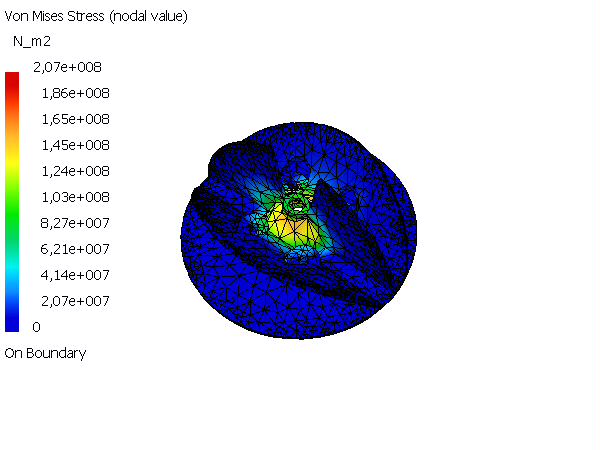 Von Mises Stress (nodal value)
N_m2
2,07e+008
1,86e+008
1,65e+008
1,45e+008
1,24e+008
1,03e+008
8,27e+007
6,21e+007
4,14e+007
2,07e+007
0
On Boundary